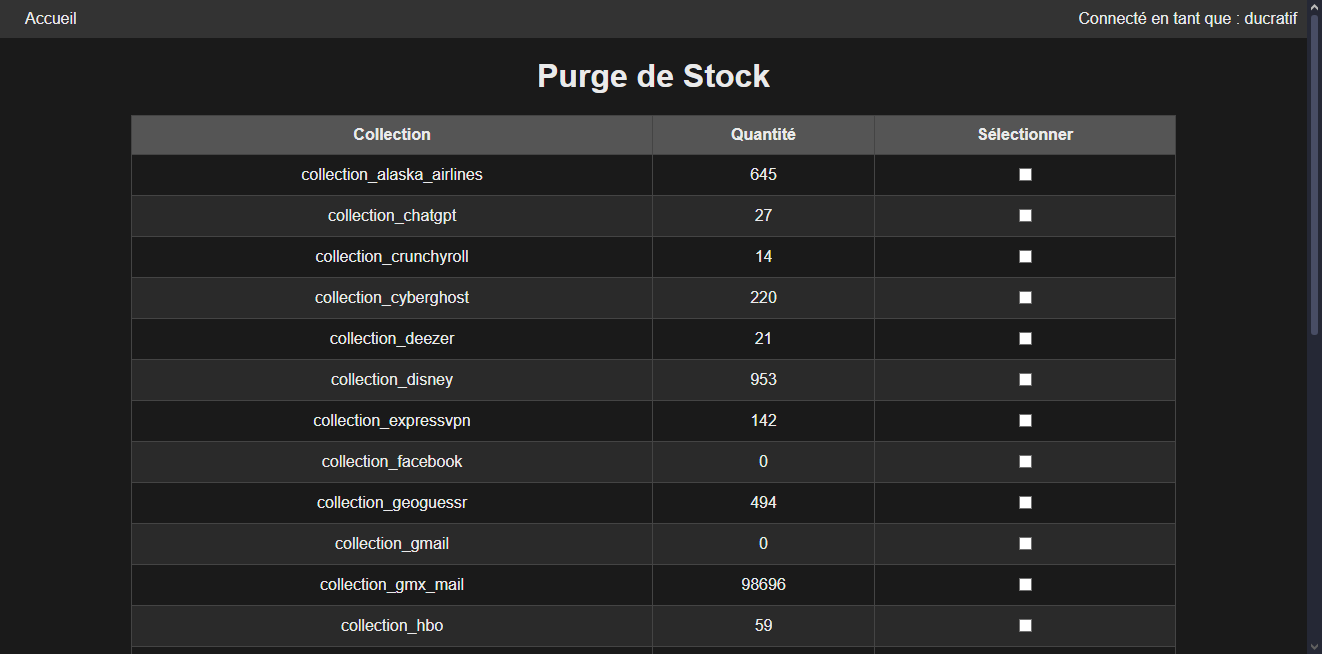 Accueil
Connecté en tant que : ducratif
Purge de Stock
Collection Quantité Sélectionner
collection_alaska_airlines 645
collection_chatgpt 27
collection_crunchyroll 14
collection_cyberghost 220
collection_deezer 21
collection_disney 953
collection_expressvpn 142
collection_facebook 0
collection_geoguessr 494
collection_gmail 0
collection_gmx_mail 98696
collection_hbo 59